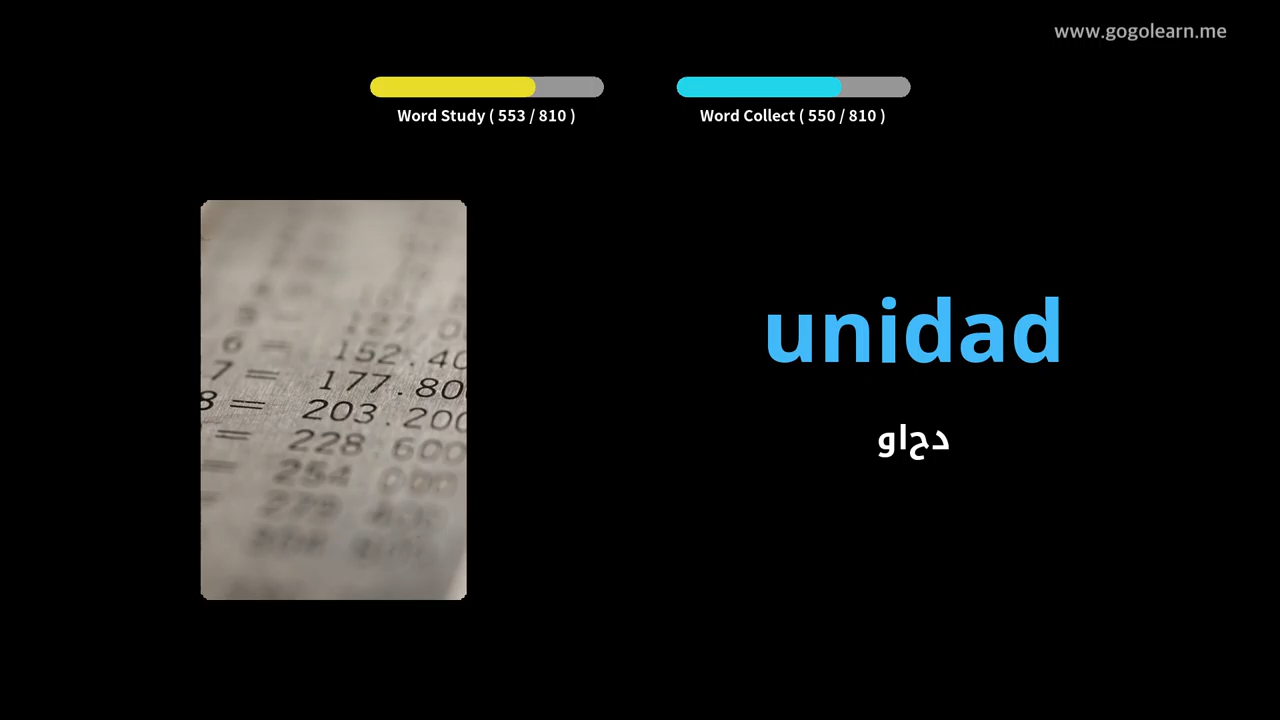 www.gogolearn.me
Word Study ( 553 / 810 )
Word Collect ( 550 / 810 )
unidad
دحاو
6 = 152.40
7 = 177.80
8 = 203.200
= 228.600
= 254 000